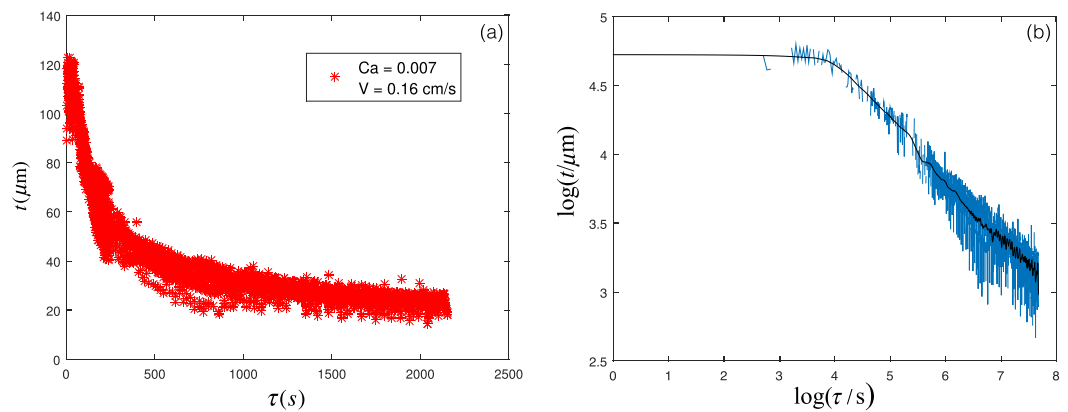 (a)
140
120
100
80
60
40
20
0
t(μm)
Ca = 0.007
V = 0.16 cm/s
0 500 1000 1500 2000 2500
τ(s)
(b)
5
4.5
4
3.5
3
2.5
log(t/μm)
0 1 2 3 4 5 6 7 8
log(τ/s)